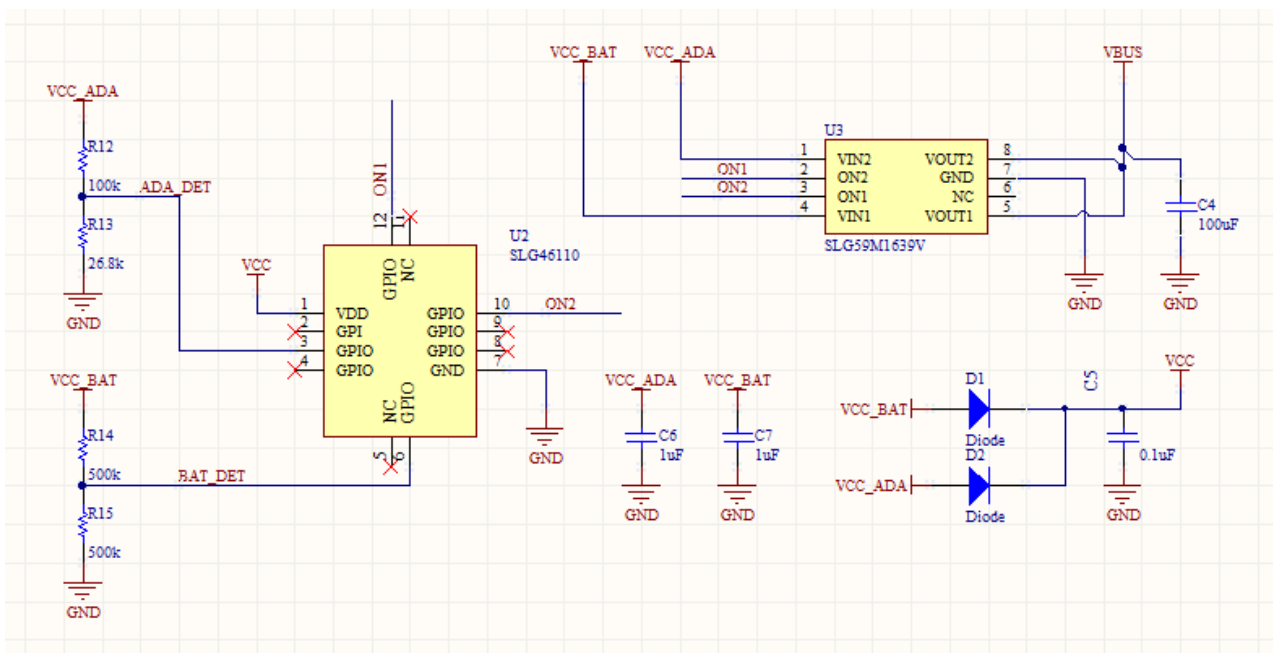 VCC_ADA
R12
100k
ADA_DET
R13
26.8k
GND
VCC_BAT
R14
500k
BAT_DET
R15
500k
GND
VCC
ON1
U2
SLG46110
12
11
GPIO
NC
1 VDD
2 GPI
3 GPIO
4 GPIO
GPIO 10
GPIO 9
GPIO 8
GND 7
ON2
NC
GPIO
5
6
GND
VCC_BAT
VCC_ADA
VBUS
U3
1 VIN2 VOUT2 8
ON1 2 ON2 GND 7
ON2 3 ON1 NC 6
4 VIN1 VOUT1 5
SLG59M1639V
C4
100uF
GND
GND
VCC_ADA
C6
1uF
GND
VCC_BAT
C7
1uF
GND
D1
VCC_BAT
Diode
D2
VCC_ADA
Diode
C5
VCC
0.1uF
GND